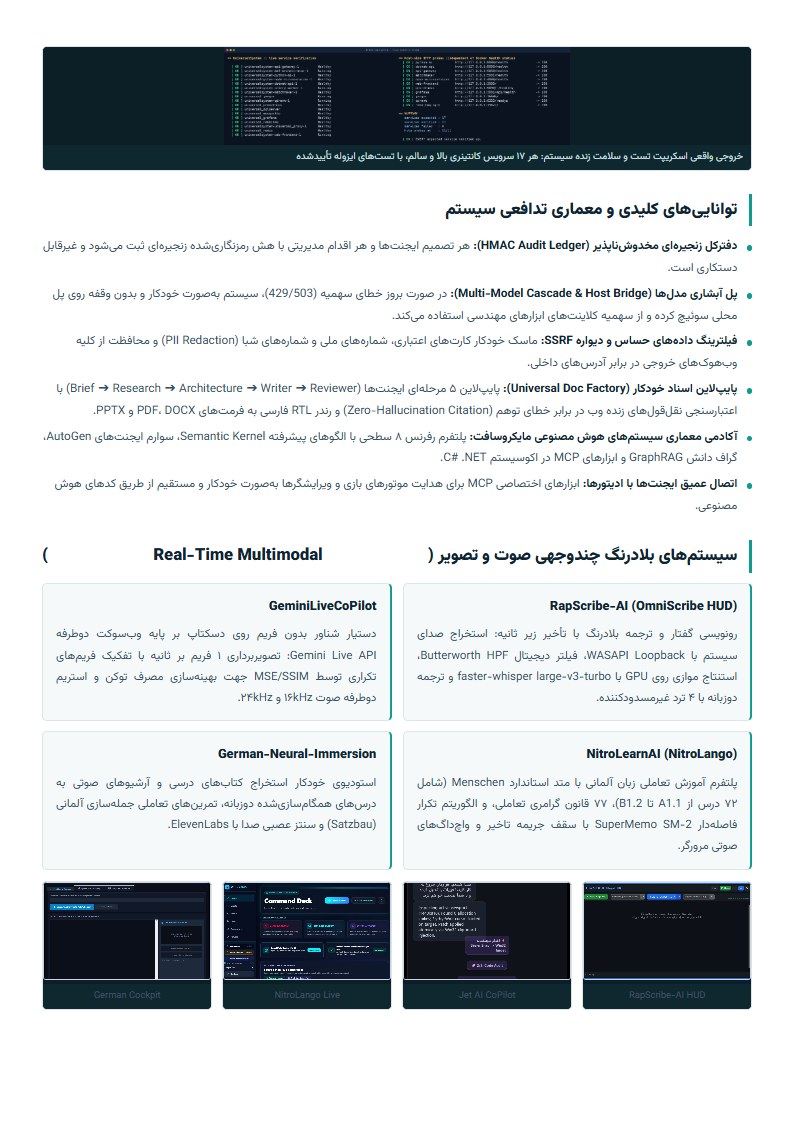 خروجی واقعی اسکریپت تست و سلامت زنده سیستم: هر ۱۷ سرویس کانتینری بالا و سالم، با تست‌های ایزوله تأییدشده
توانایی‌های کلیدی و معماری تدافعی سیستم
دفترکل زنجیره‌ای مخدوش‌ناپذیر (HMAC Audit Ledger): هر تصمیم ایجنت‌ها و هر اقدام مدیریتی با هش رمزنگاری‌شده زنجیره‌ای ثبت می‌شود و غیرقابل
دستکاری است.
پل آبشاری مدل‌ها (Multi-Model Cascade & Host Bridge): در صورت بروز خطای سهمیه (429/503)، سیستم به‌صورت خودکار و بدون وقفه روی پل
محلی سوئیچ کرده و از سهمیه کلاینت‌های ابزارهای مهندسی استفاده می‌کند.
فیلترینگ داده‌های حساس و دیواره SSRF: ماسک خودکار کارت‌های اعتباری، شماره‌های ملی و شماره‌های شبا (PII Redaction) و محافظت از کلیه
وب‌هوک‌های خروجی در برابر آدرس‌های داخلی.
پایپ‌لاین اسناد خودکار (Universal Doc Factory): پایپ‌لاین ۵ مرحله‌ای ایجنت‌ها (Brief ➔ Research ➔ Architecture ➔ Writer ➔ Reviewer) با
اعتبارسنجی نقل‌قول‌های زنده وب در برابر خطای توهم (Zero-Hallucination Citation) و رندر RTL فارسی به فرمت‌های PDF، DOCX و PPTX.
آکادمی معماری سیستم‌های هوش مصنوعی مایکروسافت: پلتفرم رفرنس ۸ سطحی با الگوهای پیشرفته Semantic Kernel، سوارم ایجنت‌های AutoGen،
گراف دانش GraphRAG و ابزارهای MCP در اکوسیستم C# .NET.
اتصال عمیق ایجنت‌ها با ادیتورها: ابزارهای اختصاصی MCP برای هدایت موتورهای بازی و ویرایشگرها به‌صورت خودکار و مستقیم از طریق کدهای هوش
مصنوعی.
سیستم‌های بلادرنگ چندوجهی صوت و تصویر (Real-Time Multimodal)
RapScribe-AI (OmniScribe HUD)
رونویسی گفتار و ترجمه بلادرنگ با تأخیر زیر ثانیه: استخراج صدای
سیستم با WASAPI Loopback، فیلتر دیجیتال Butterworth HPF،
استنتاج موازی روی GPU با faster-whisper large-v3-turbo و ترجمه
دوزبانه با ۴ ترد غیرمسدودکننده.
GeminiLiveCoPilot
دستیار شناور بدون فریم روی دسکتاپ بر پایه وب‌سوکت دوطرفه
Gemini Live API: تصویربرداری ۱ فریم بر ثانیه با تفکیک فریم‌های
تکراری توسط MSE/SSIM جهت بهینه‌سازی مصرف توکن و استریم
دوطرفه صوت ۱۶kHz و ۲۴kHz.
NitroLearnAI (NitroLango)
پلتفرم آموزش تعاملی زبان آلمانی با متد استاندارد Menschen (شامل
۷۲ درس از A1.1 تا B1.2)، ۷۷ قانون گرامری تعاملی، و الگوریتم تکرار
فاصله‌دار SuperMemo SM-2 با سقف جریمه تاخیر و واچ‌داگ‌های
صوتی مرورگر.
German-Neural-Immersion
استودیوی خودکار استخراج کتاب‌های درسی و آرشیوهای صوتی به
درس‌های همگام‌سازی‌شده دوزبانه، تمرین‌های تعاملی جمله‌سازی آلمانی
(Satzbau) و سنتز عصبی صدا با ElevenLabs.
Command Deck
RapScribe-AI HUD
Jet AI CoPilot
NitroLango Live
German Cockpit